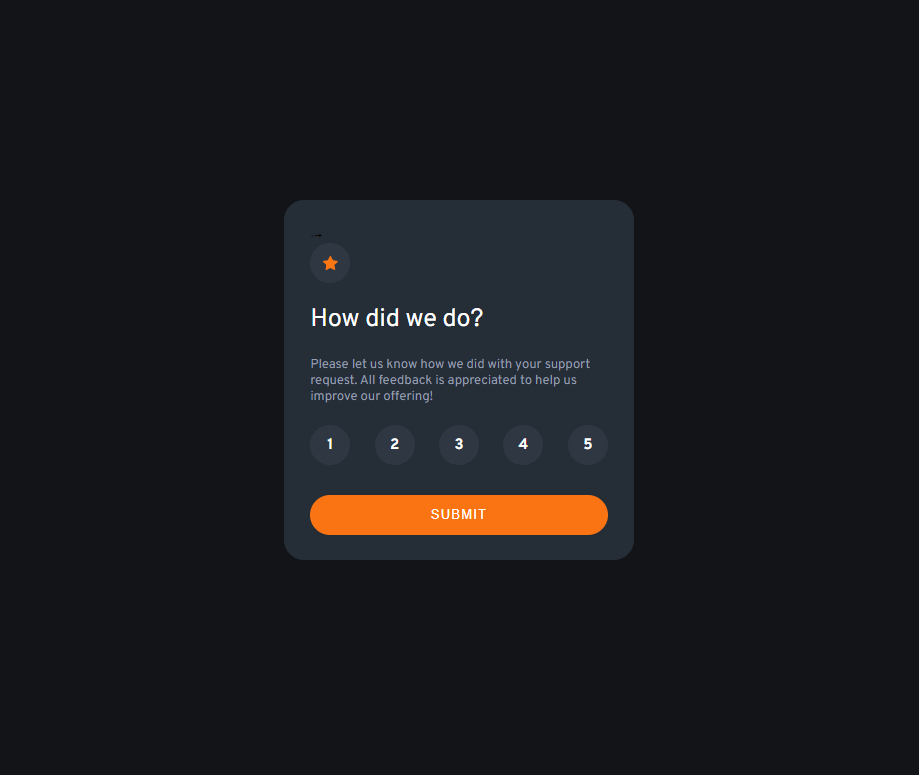 How did we do?
Please let us know how we did with your support
request. All feedback is appreciated to help us
improve our offering!
1 2 3 4 5
SUBMIT